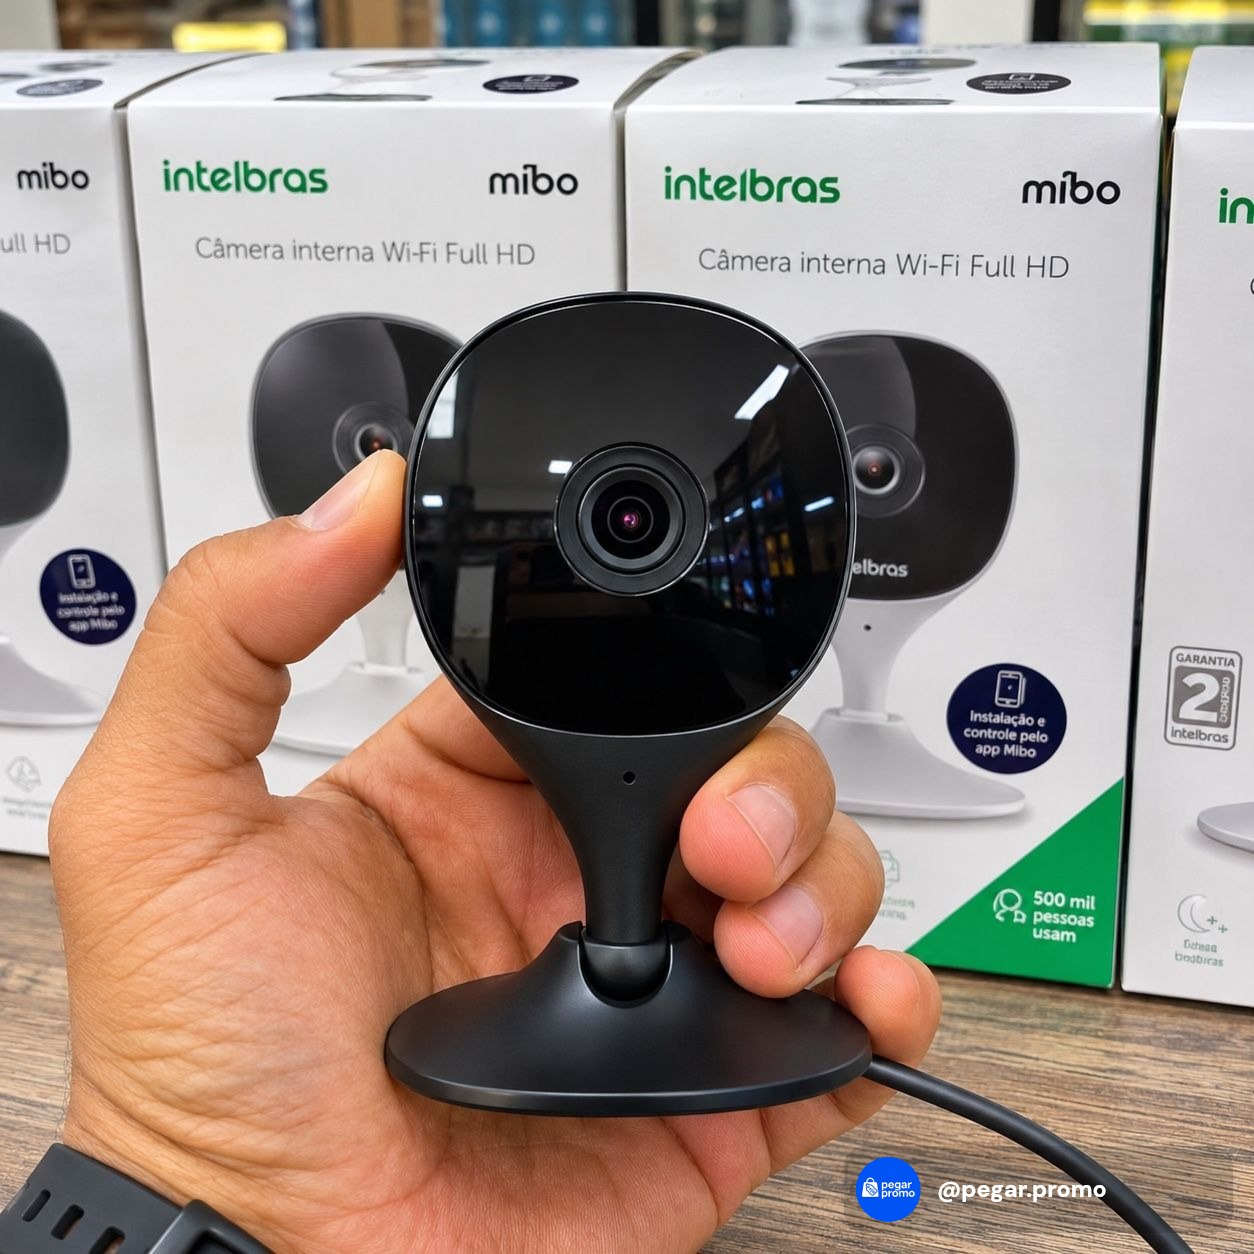 mibo
ull HD
Instalação e
controle pelo
app Mibo
intelbras
mibo
Câmera interna Wi-Fi Full HD
intelbras
mibo
Câmera interna Wi-Fi Full HD
elbras
Instalação e
controle pelo
app Mibo
500 mil
pessoas
usam
in
GARANTIA
2
intelbras
pegar
promo
@pegar.promo